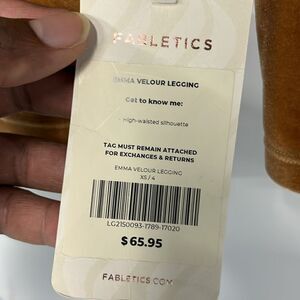 FABLETICS
EMMA VELOUR LEGGING
Get to know me:
· High-waisted silhouette
TAG MUST REMAIN ATTACHED
FOR EXCHANGES & RETURNS
EMMA VELOUR LEGGING
XS / 4
LG2150093-1789-17020
$65.95
FABLETICS.COM